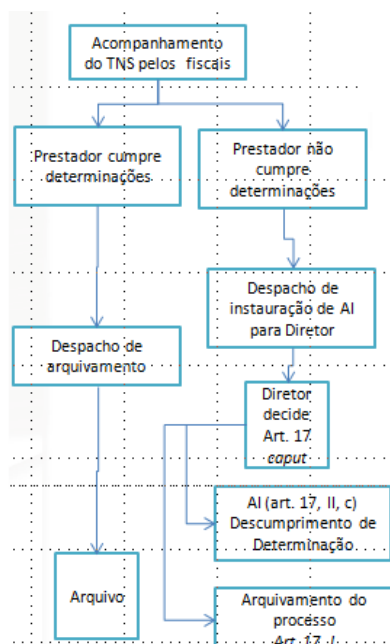 Acompanhamento
do TNS pelos fiscais
Prestador cumpre
determinações
Prestador não
cumpre
determinações
Despacho de
instauração de AI
para Diretor
Despacho de
arquivamento
Diretor
decide
Art. 17
caput
AI (art. 17, II, c)
Descumprimento de
Determinação
Arquivo
Arquivamento do
processo
Art. 17, I